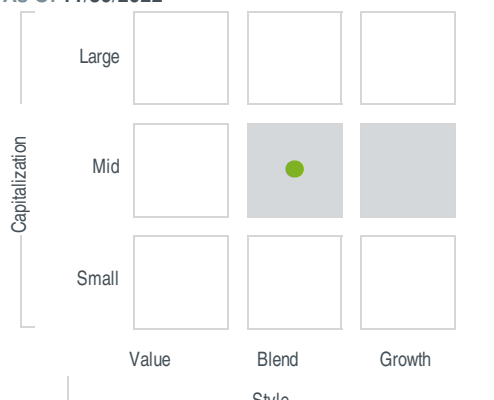 Large
Mid
Capitalization
Small
Value Blend Growth
Style